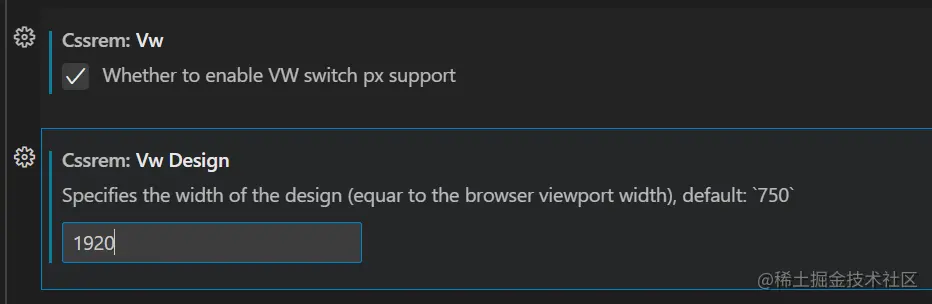 Cssrem: Vw
Whether to enable VW switch px support
Cssrem: Vw Design
Specifies the width of the design (equar to the browser viewport width), default: `750`
1920
@稀土掘金技术社区